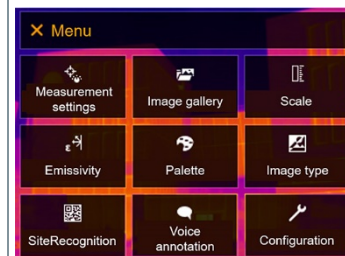 × Menu
Measurement
settings
Image gallery
Scale
ε
Emissivity
Palette
Image type
SiteRecognition
Voice
annotation
Configuration